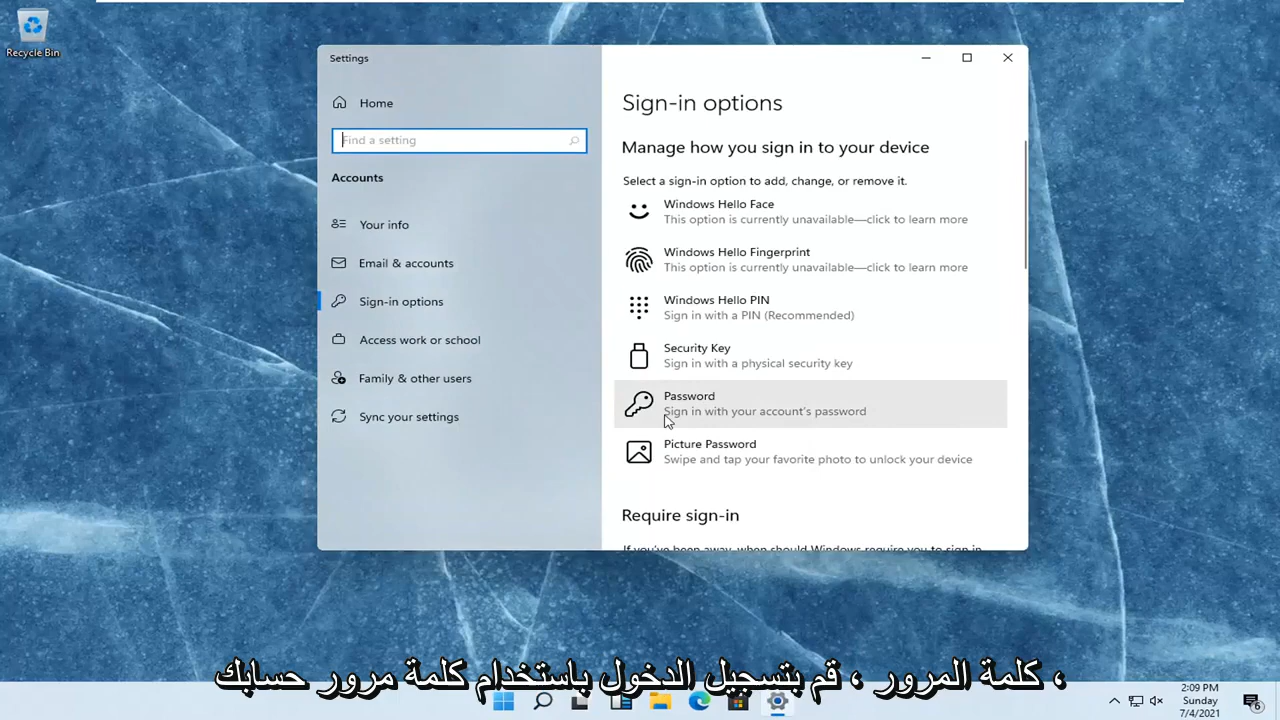 Recycle Bin
Settings
Home
Find a setting
Accounts
Your info
Email & accounts
Sign-in options
Access work or school
Family & other users
Sync your settings
Sign-in options
Manage how you sign in to your device
Select a sign-in option to add, change, or remove it.
Windows Hello Face
This option is currently unavailable—click to learn more
Windows Hello Fingerprint
This option is currently unavailable—click to learn more
Windows Hello PIN
Sign in with a PIN (Recommended)
Security Key
Sign in with a physical security key
Password
Sign in with your account's password
Picture Password
Swipe and tap your favorite photo to unlock your device
Require sign-in
If you've been away, when should Windows require you to sign in
، كلمة المرور ، قم بتسجيل الدخول باستخدام كلمة مرور حسابك
2:09 PM
Sunday
7/4/2021
6